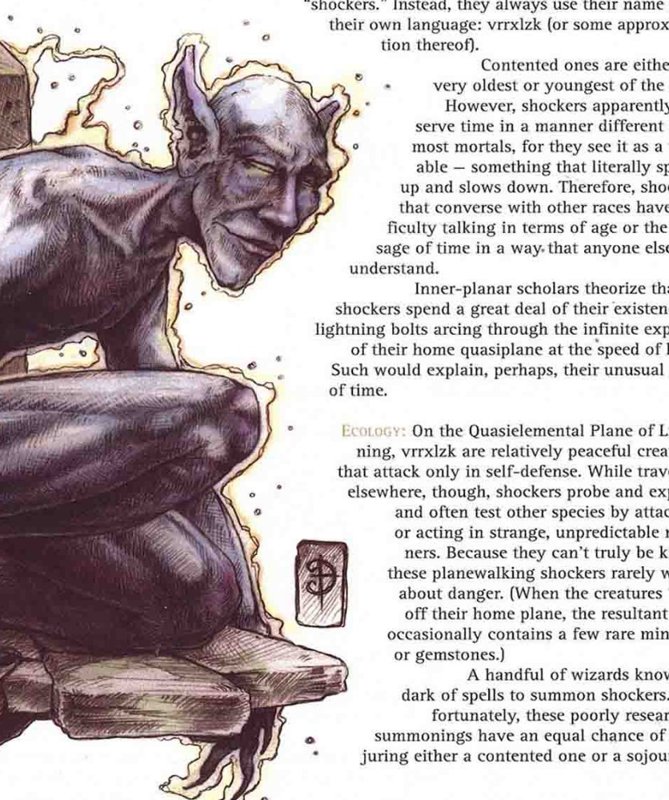 "shockers." Instead, they always use their name
their own language: vrrxlzk (or some approx
tion thereof).
Contented ones are eithe
very oldest or youngest of the
However, shockers apparently
serve time in a manner different
most mortals, for they see it as a
able – something that literally sp
up and slows down. Therefore, sho
that converse with other races have
ficulty talking in terms of age or the
sage of time in a way that anyone else
understand.
Inner-planar scholars theorize tha
shockers spend a great deal of their existen
lightning bolts arcing through the infinite exp
of their home quasiplane at the speed of l
Such would explain, perhaps, their unusual
of time.
ECOLOGY: On the Quasielemental Plane of L
ning, vrrxlzk are relatively peaceful crea
that attack only in self-defense. While trave
elsewhere, though, shockers probe and exp
and often test other species by attac
or acting in strange, unpredictable
ners. Because they can't truly be k
these planewalking shockers rarely w
about danger. (When the creatures
off their home plane, the resultant
occasionally contains a few rare min
or gemstones.)
A handful of wizards know
dark of spells to summon shockers.
fortunately, these poorly resear
summonings have an equal chance of
juring either a contented one or a sojou